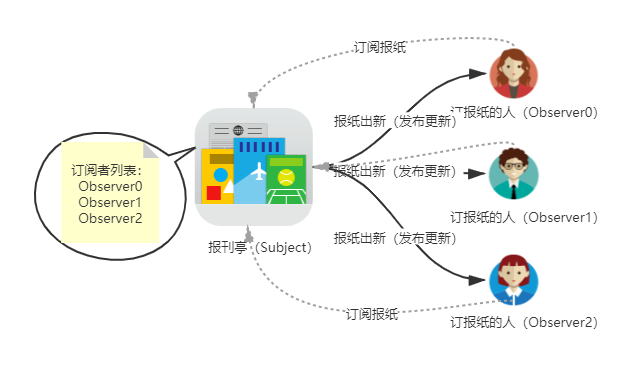 订阅报纸
订报纸的人（Observer0）
报纸出新（发布更新）
订阅者列表：
Observer0
Observer1
Observer2
报纸出新（发布更新）
订报纸的人（Observer1）
报刊亭（Subject）
报纸出新（发布更新）
订阅报纸
订报纸的人（Observer2）